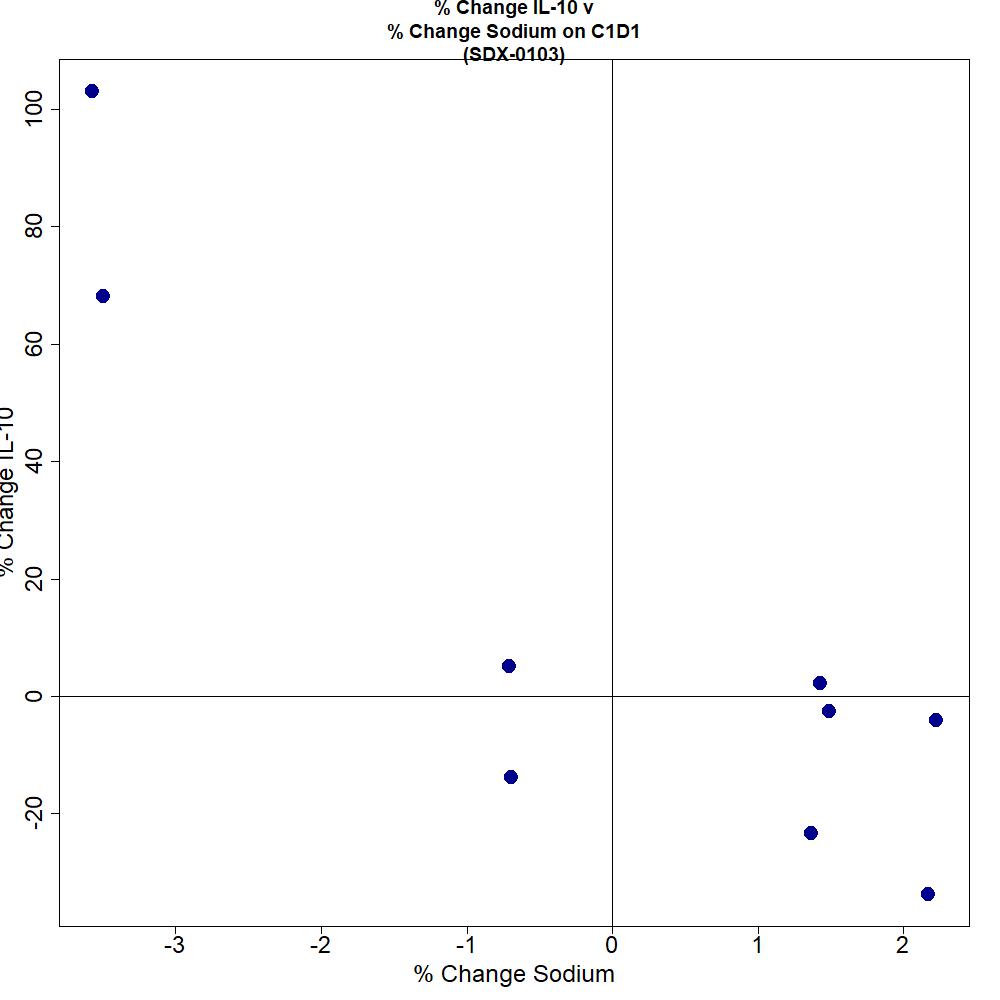 % Change IL-10 v
% Change Sodium on C1D1
(SDX-0103)
% Change IL-10
100
80
60
40
20
0
-20
-3
-2
-1
0
1
2
% Change Sodium